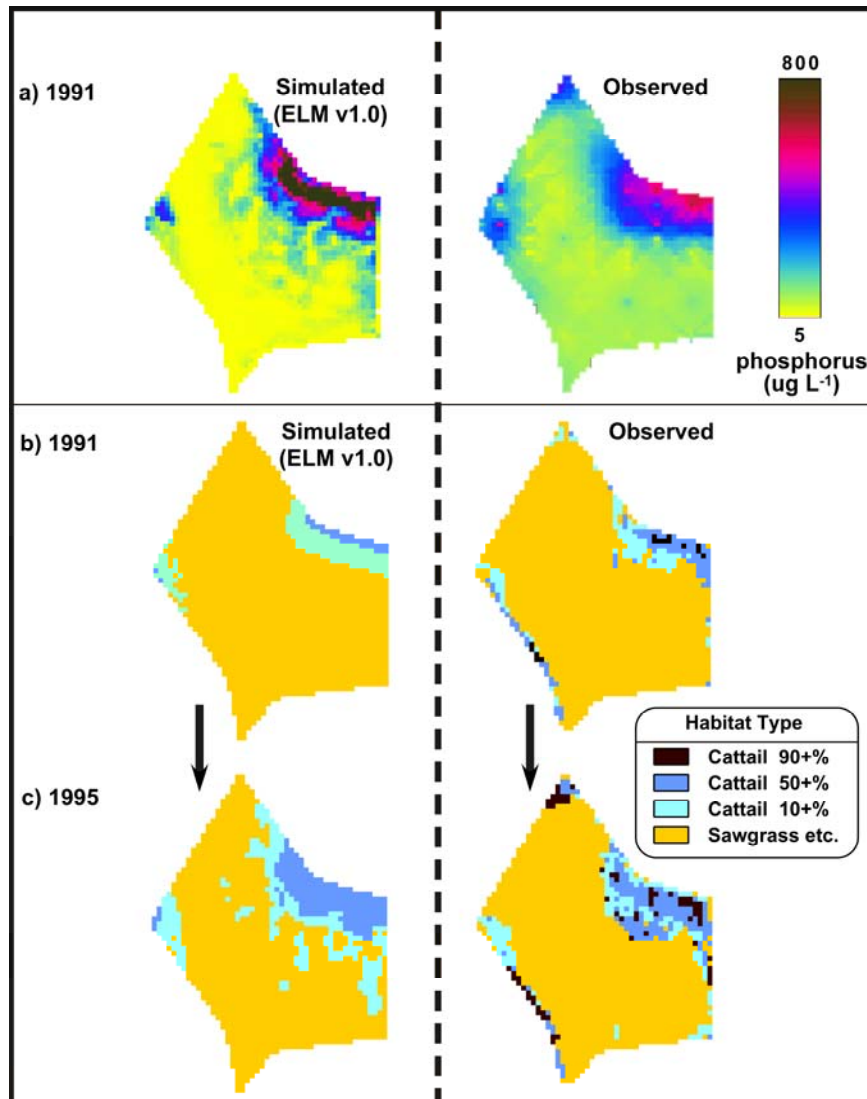 a) 1991
Simulated
(ELM v1.0)
Observed
800
5
phosphorus
(ug L-1)
b) 1991
Simulated
(ELM v1.0)
Observed
Habitat Type
Cattail 90+%
Cattail 50+%
Cattail 10+%
Sawgrass etc.
c) 1995